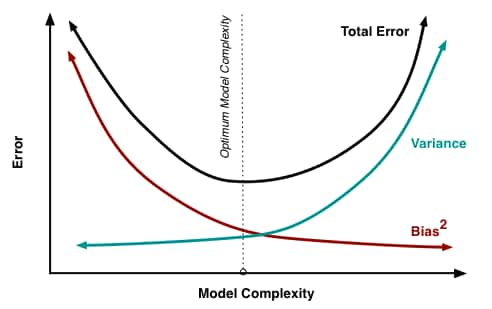 Total Error
Optimum Model Complexity
Variance
Error
Bias²
Model Complexity